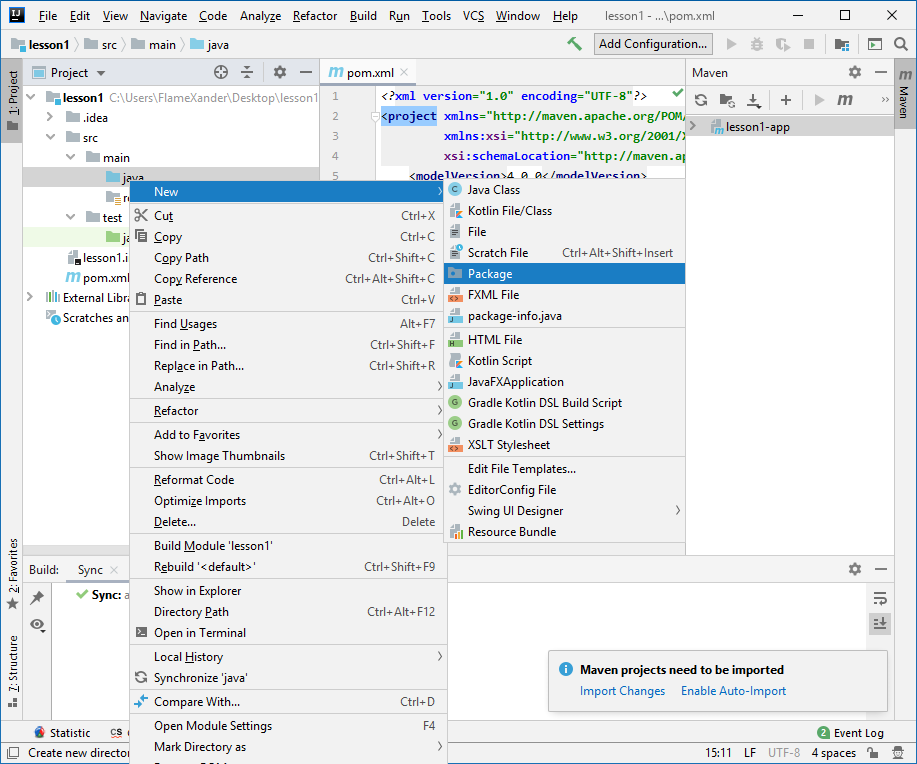 File Edit View Navigate Code Analyze Refactor Build Run Tools VCS Window Help lesson1 - ...\pom.xml
lesson1 src main java Add Configuration...
1: Project
Project
lesson1 C:\Users\FlameXander\Desktop\lesson1
.idea
src
main
java
re
test
ja
lesson1.i
pom.xml
External Libra
Scratches an
pom.xml
1 <?xml version="1.0" encoding="UTF-8"?>
2 <project xmlns="http://maven.apache.org/POM/
3 xmlns:xsi="http://www.w3.org/2001/X
4 xsi:schemaLocation="http://maven.ap
5 <modelVersion>4.0.0</modelVersion>
Maven
m
lesson1-app
Maven
New
Cut Ctrl+X
Copy Ctrl+C
Copy Path Ctrl+Shift+C
Copy Reference Ctrl+Alt+Shift+C
Paste Ctrl+V
Find Usages Alt+F7
Find in Path... Ctrl+Shift+F
Replace in Path... Ctrl+Shift+R
Analyze
Refactor
Add to Favorites
Show Image Thumbnails Ctrl+Shift+T
Reformat Code Ctrl+Alt+L
Optimize Imports Ctrl+Alt+O
Delete... Delete
Build Module 'lesson1'
Rebuild '<default>' Ctrl+Shift+F9
Show in Explorer
Directory Path Ctrl+Alt+F12
Open in Terminal
Local History
Synchronize 'java'
Compare With... Ctrl+D
Open Module Settings F4
Mark Directory as
Java Class
Kotlin File/Class
File
Scratch File Ctrl+Alt+Shift+Insert
Package
FXML File
package-info.java
HTML File
Kotlin Script
JavaFXApplication
Gradle Kotlin DSL Build Script
Gradle Kotlin DSL Settings
XSLT Stylesheet
Edit File Templates...
EditorConfig File
Swing UI Designer
Resource Bundle
2: Favorites
7: Structure
Build: Sync
Sync: a
Maven projects need to be imported
Import Changes Enable Auto-Import
Statistic CS 2 Event Log
Create new director 15:11 LF UTF-8 4 spaces